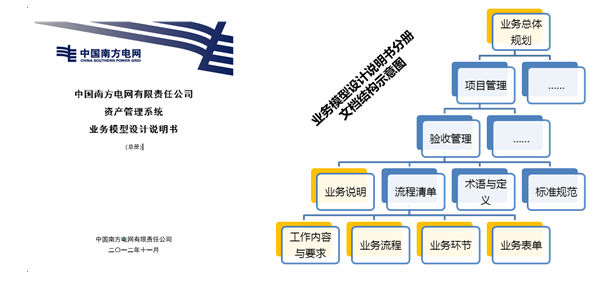 中国南方电网
CHINA SOUTHERN POWER GRID
中国南方电网有限责任公司
资产管理系统
业务模型设计说明书
(总册)
中国南方电网有限责任公司
二〇一二年十一月
业务模型设计说明书分册
文档结构示意图
业务总体
规划
项目管理
......
验收管理
......
业务说明
流程清单
术语与定
义
标准规范
工作内容
与要求
业务流程
业务环节
业务表单